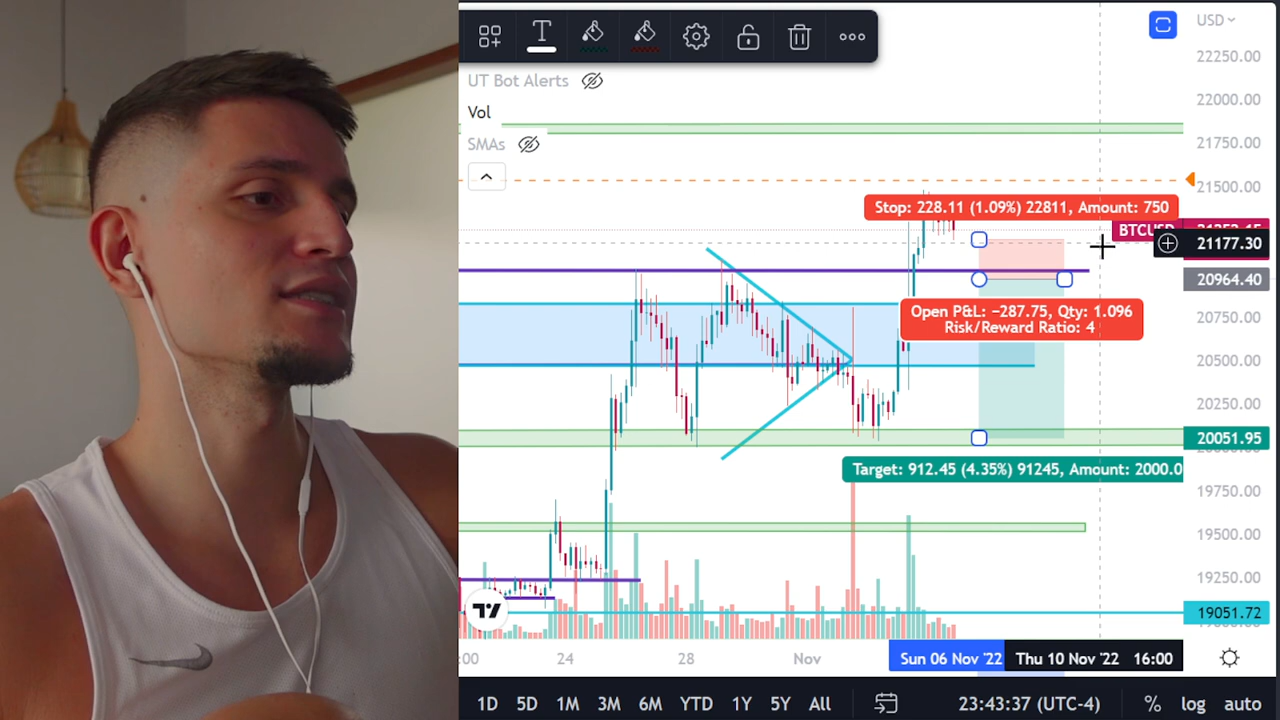 T
USD
UT Bot Alerts
22250.00
Vol
22000.00
SMAs
21750.00
21500.00
Stop: 228.11 (1.09%) 22811, Amount: 750
BTCUSD
21177.30
20964.40
Open P&L: −287.75, Qty: 1.096
Risk/Reward Ratio: 4
20750.00
20500.00
20250.00
20051.95
Target: 912.45 (4.35%) 91245, Amount: 2000.0
19750.00
19500.00
19250.00
19051.72
:00
24
28
Nov
Sun 06 Nov '22
Thu 10 Nov '22 16:00
1D 5D 1M 3M 6M YTD 1Y 5Y All
23:43:37 (UTC-4)
% log auto